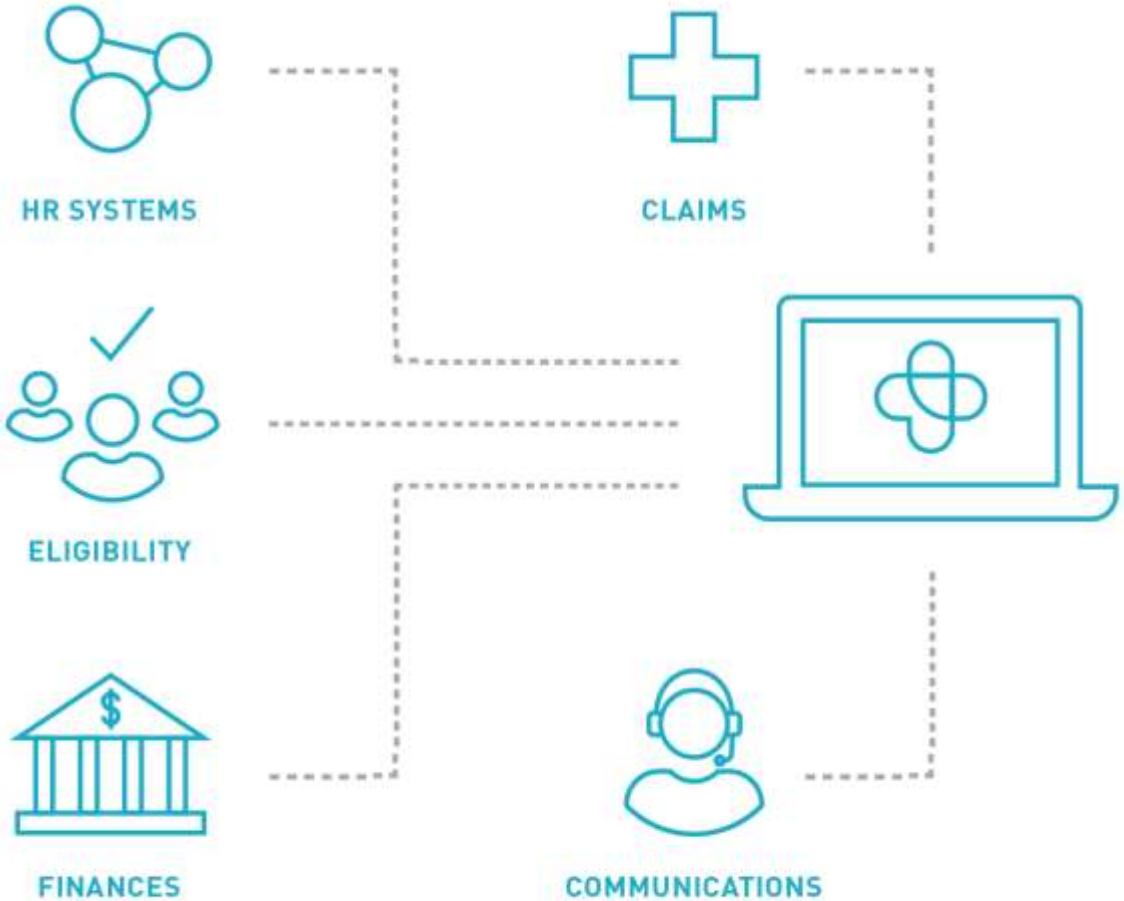 HR SYSTEMS
CLAIMS
ELIGIBILITY
$
FINANCES
COMMUNICATIONS